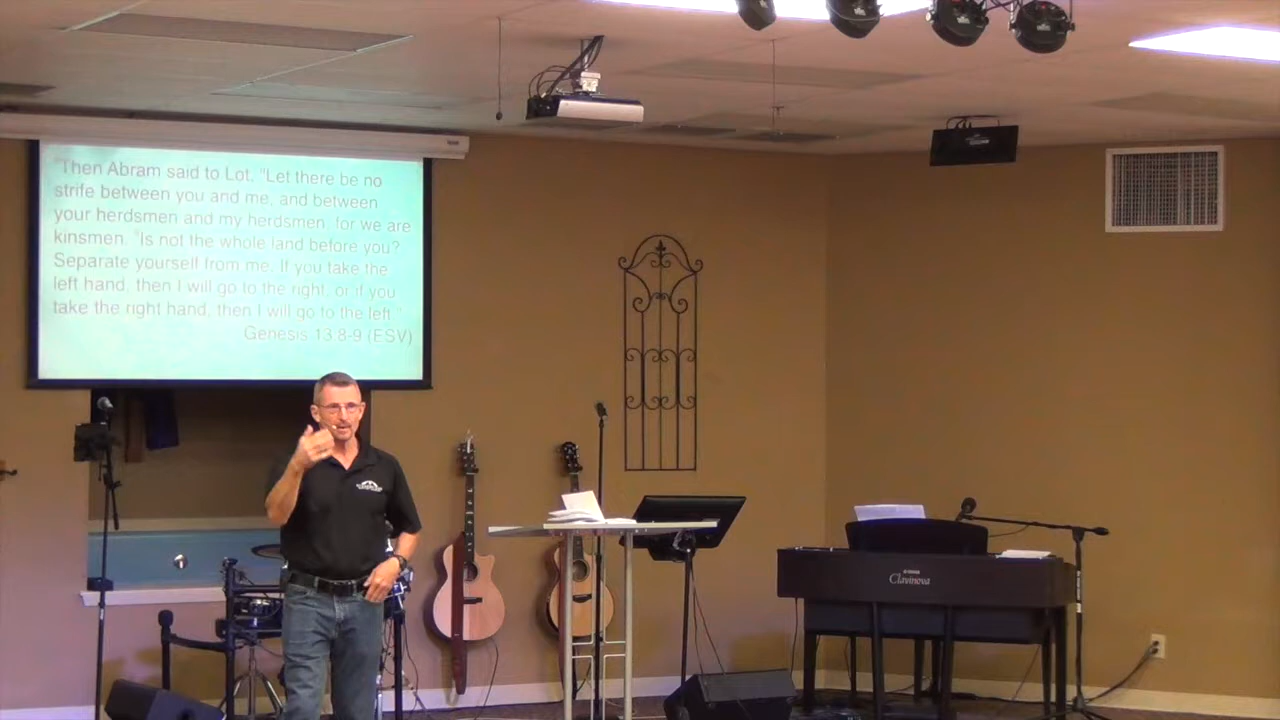 "Then Abram said to Lot, "Let there be no
strife between you and me, and between
your herdsmen and my herdsmen, for we are
kinsmen. "Is not the whole land before you?
Separate yourself from me. If you take the
left hand, then I will go to the right, or if you
take the right hand, then I will go to the left."
Genesis 13:8-9 (ESV)
YAMAHA
Clavinova